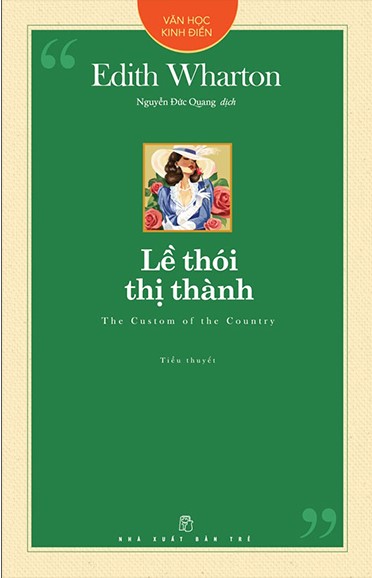 VĂN HỌC
KINH ĐIỂN
Edith Wharton
Nguyễn Đức Quang dịch
Lề thói
thị thành
The Custom of the Country
Tiểu thuyết
NHÀ XUẤT BẢN TRẺ